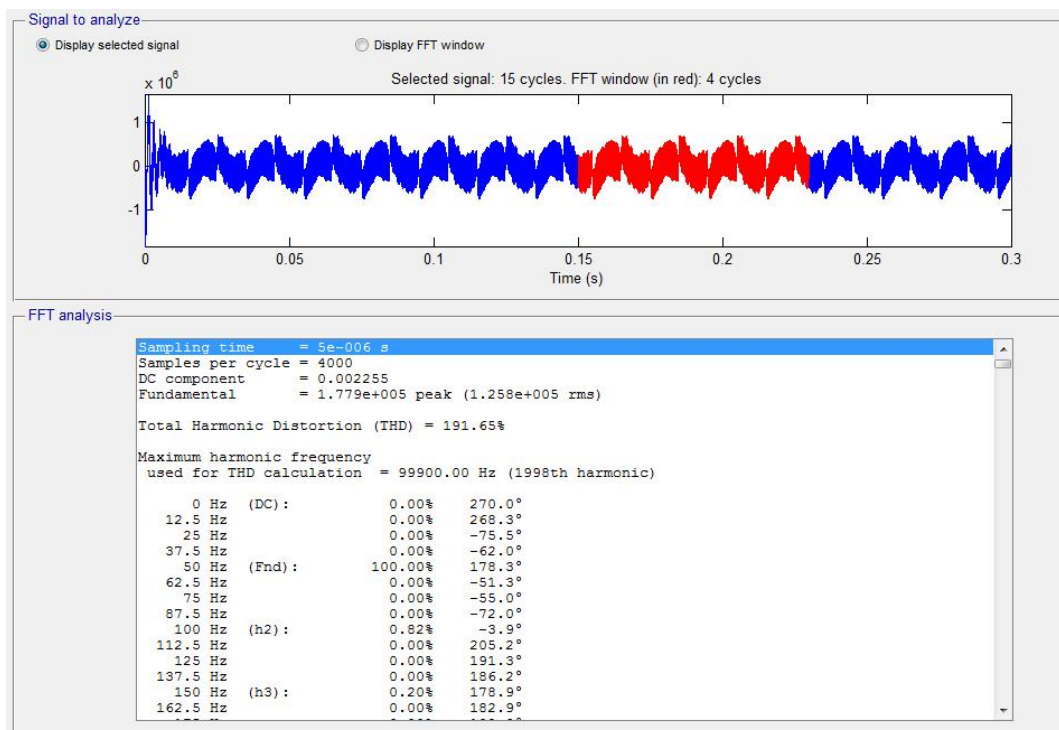 Signal to analyze
Display selected signal
Display FFT window
x 10^6
Selected signal: 15 cycles. FFT window (in red): 4 cycles
1
0
-1
0 0.05 0.1 0.15 0.2 0.25 0.3
Time (s)
FFT analysis
Sampling time = 5e-006 s
Samples per cycle = 4000
DC component = 0.002255
Fundamental = 1.779e+005 peak (1.258e+005 rms)
Total Harmonic Distortion (THD) = 191.65%
Maximum harmonic frequency
used for THD calculation = 99900.00 Hz (1998th harmonic)
0 Hz (DC): 0.00% 270.0°
12.5 Hz 0.00% 268.3°
25 Hz 0.00% -75.5°
37.5 Hz 0.00% -62.0°
50 Hz (Fnd): 100.00% 178.3°
62.5 Hz 0.00% -51.3°
75 Hz 0.00% -55.0°
87.5 Hz 0.00% -72.0°
100 Hz (h2): 0.82% -3.9°
112.5 Hz 0.00% 205.2°
125 Hz 0.00% 191.3°
137.5 Hz 0.00% 186.2°
150 Hz (h3): 0.20% 178.9°
162.5 Hz 0.00% 182.9°